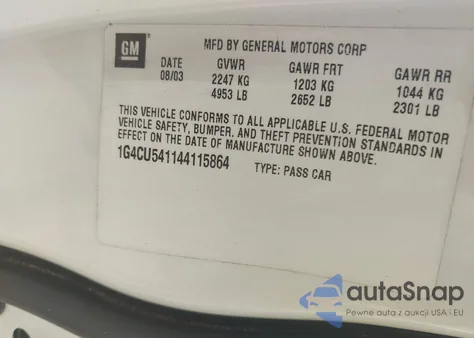 GM
MFD BY GENERAL MOTORS CORP
DATE GVWR GAWR FRT GAWR RR
08/03 2247 KG 1203 KG 1044 KG
4953 LB 2652 LB 2301 LB
THIS VEHICLE CONFORMS TO ALL APPLICABLE U.S. FEDERAL MOTOR
VEHICLE SAFETY, BUMPER, AND THEFT PREVENTION STANDARDS IN
EFFECT ON THE DATE OF MANUFACTURE SHOWN ABOVE.
1G4CU541144115864 TYPE: PASS CAR
autoSnap
Pewne auta z aukcji USA - EU